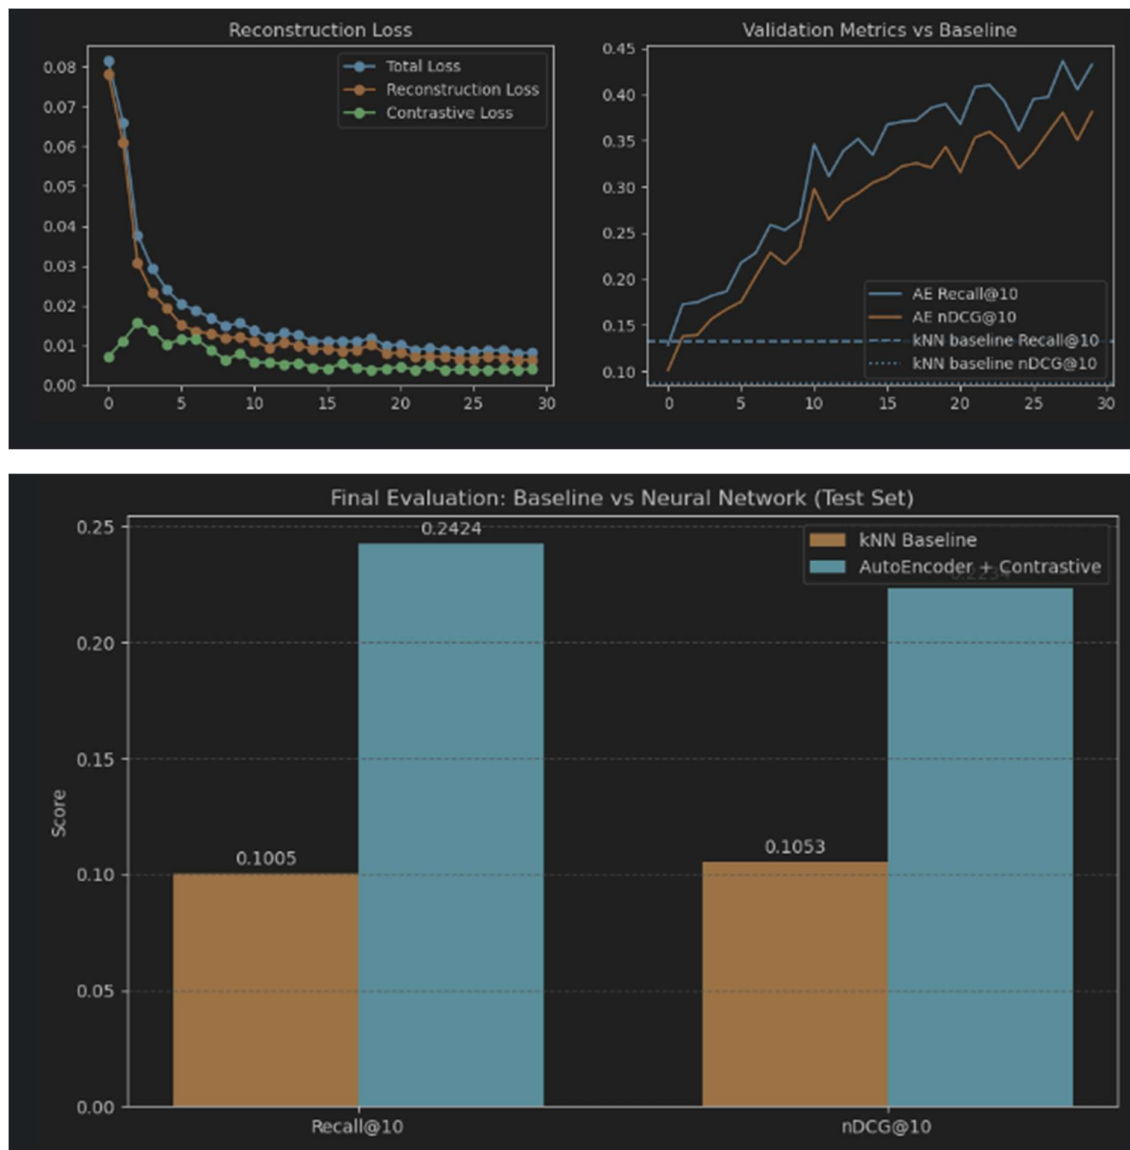 Reconstruction Loss
Total Loss
Reconstruction Loss
Contrastive Loss
0.08
0.07
0.06
0.05
0.04
0.03
0.02
0.01
0.00
0 5 10 15 20 25 30
Validation Metrics vs Baseline
0.45
0.40
0.35
0.30
0.25
0.20
0.15
0.10
AE Recall@10
AE nDCG@10
kNN baseline Recall@10
kNN baseline nDCG@10
0 5 10 15 20 25 30
Final Evaluation: Baseline vs Neural Network (Test Set)
kNN Baseline
AutoEncoder + Contrastive
Score
0.25
0.20
0.15
0.10
0.05
0.00
0.1005
0.2424
0.1053
Recall@10
nDCG@10